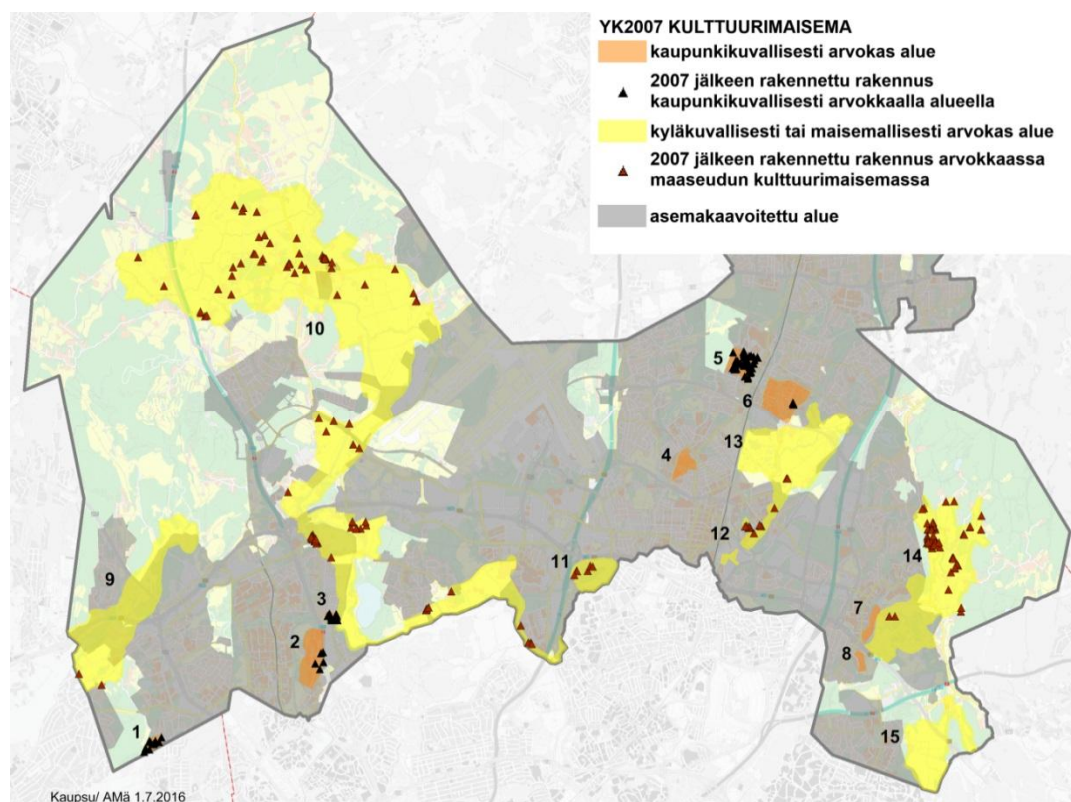 YK2007 KULTTUURIMAISEMA
kaupunkikuvallisesti arvokas alue
2007 jälkeen rakennettu rakennus
kaupunkikuvallisesti arvokkaalla alueella
kyläkuvallisesti tai maisemallisesti arvokas alue
2007 jälkeen rakennettu rakennus arvokkaassa
maaseudun kulttuurimaisemassa
asemakaavoitettu alue
10
5
6
13
4
12
14
9
11
3
7
2
8
1
15
Kaupsu/ AMä 1.7.2016